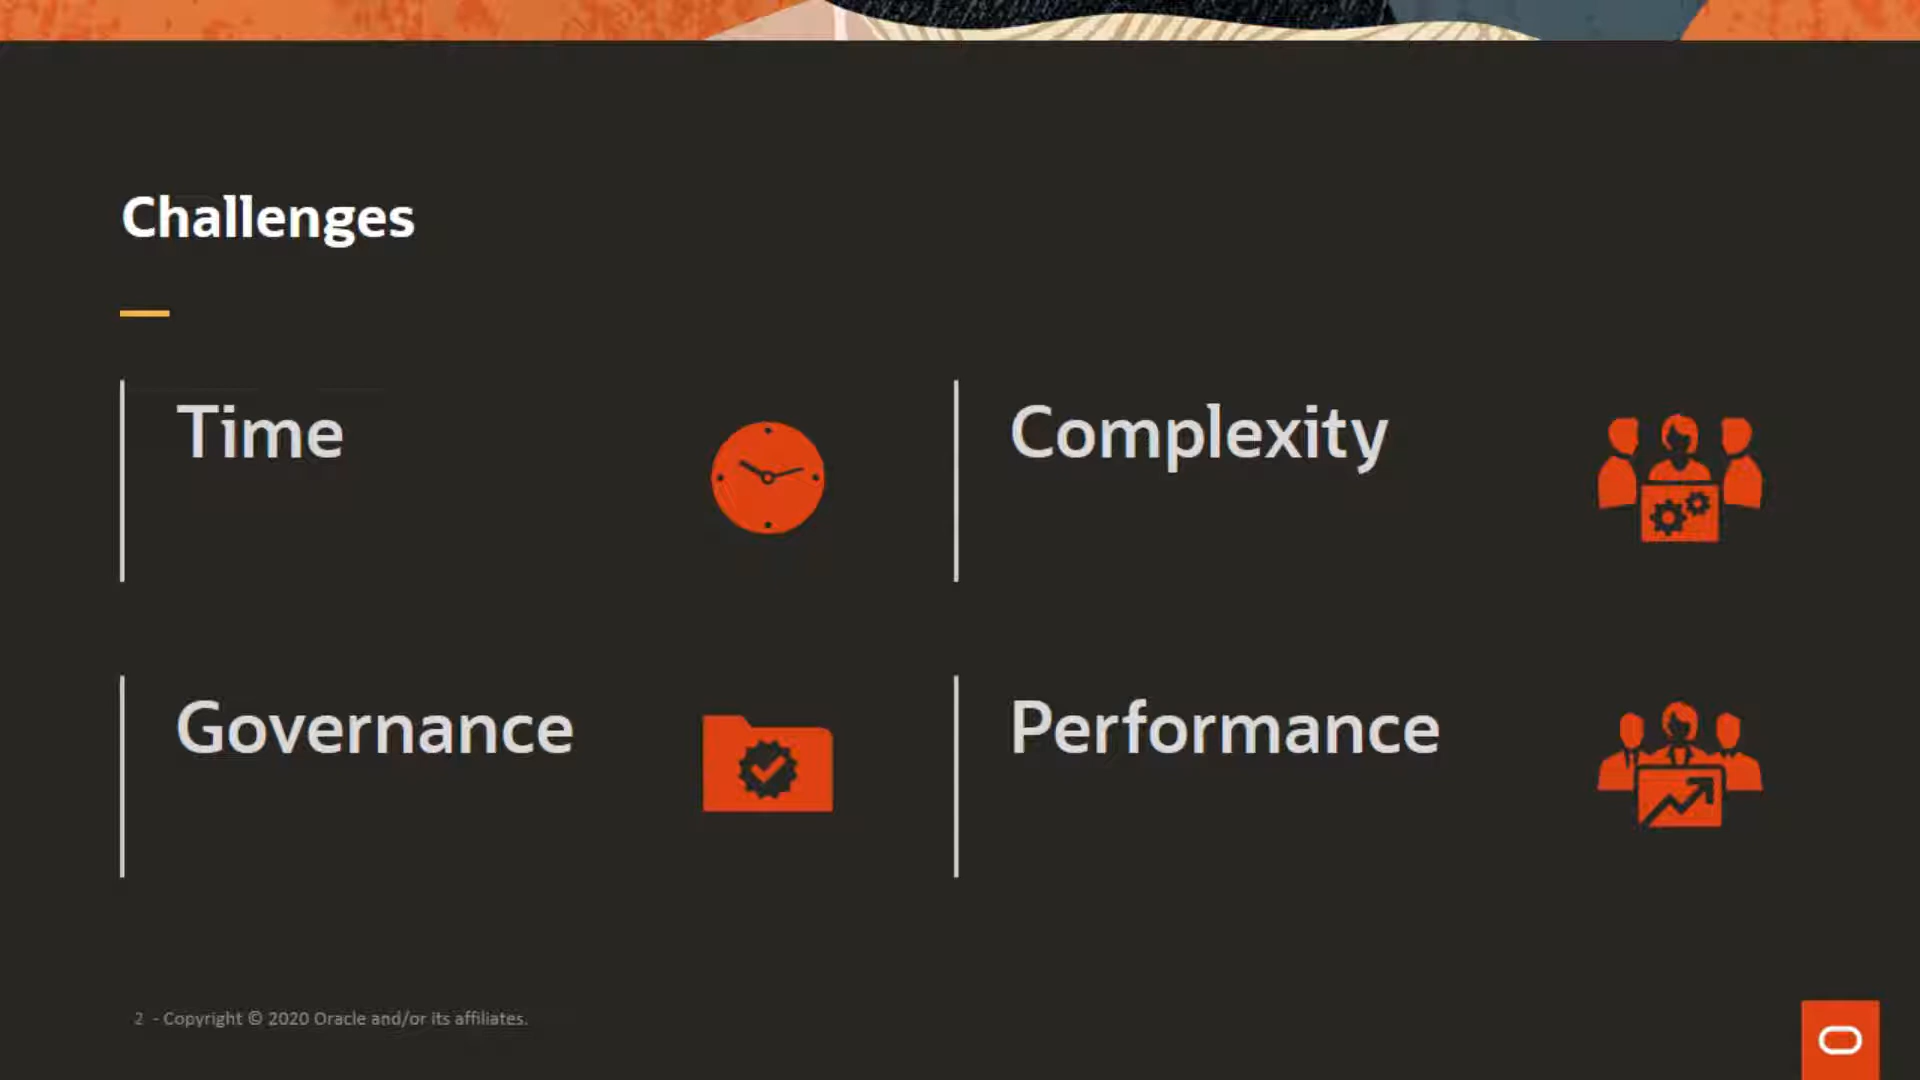 Challenges
Time
Complexity
Governance
Performance
2 - Copyright © 2020 Oracle and/or its affiliates.